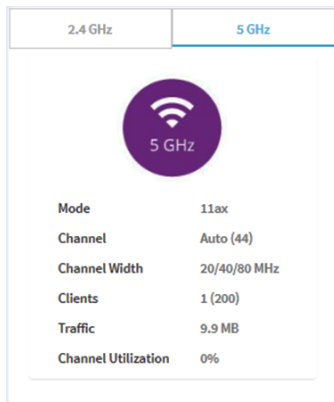 2.4 GHz 5 GHz
5 GHz
Mode 11ax
Channel Auto (44)
Channel Width 20/40/80 MHz
Clients 1 (200)
Traffic 9.9 MB
Channel Utilization 0%